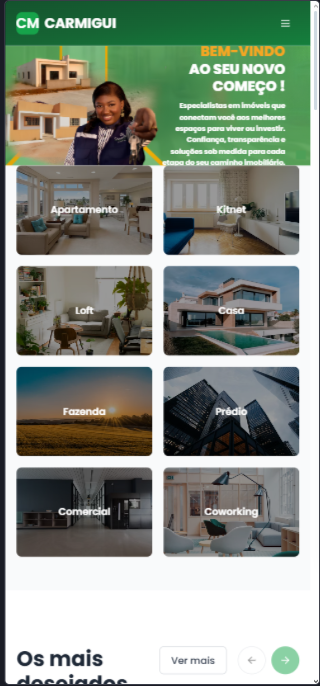 CM CARMIGUI
BEM-VINDO
AO SEU NOVO
COMEÇO !
Especialistas em imóveis que
conectam você aos melhores
espaços para viver ou investir.
Confiança, transparência e
soluções sob medida para cada
etapa do seu caminho imobiliário.
Apartamento
Kitnet
Loft
Casa
Fazenda
Prédio
Comercial
Coworking
Os mais
desejados
Ver mais